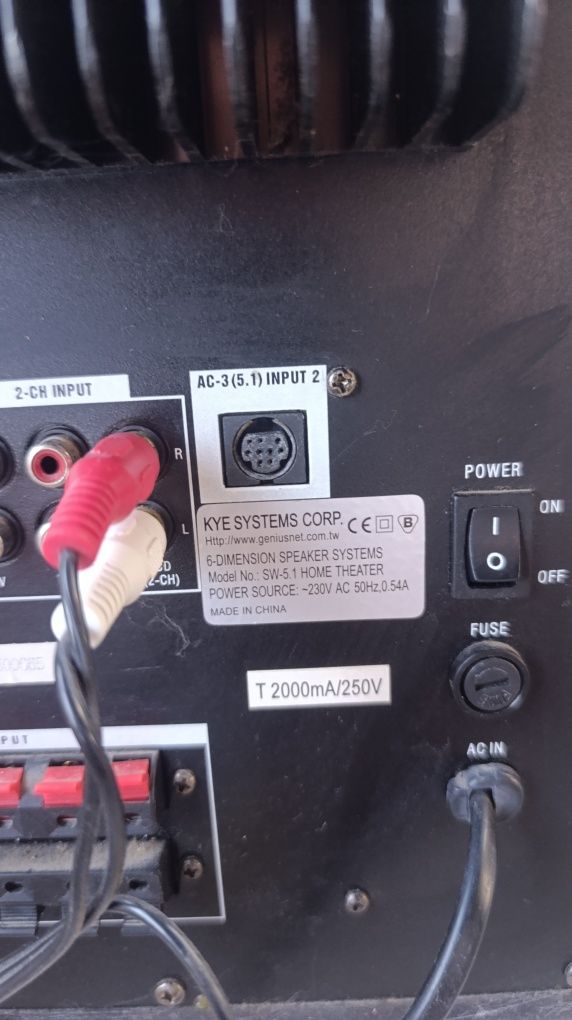 2-CH INPUT
AC-3 (5.1) INPUT 2
R
L
(2-CH)
KYE SYSTEMS CORP. CE B
Http://www.geniusnet.com.tw
6-DIMENSION SPEAKER SYSTEMS
Model No.: SW-5.1 HOME THEATER
POWER SOURCE: ~230V AC 50Hz,0.54A
MADE IN CHINA
POWER
ON
I
O
OFF
FUSE
T 2000mA/250V
AC IN